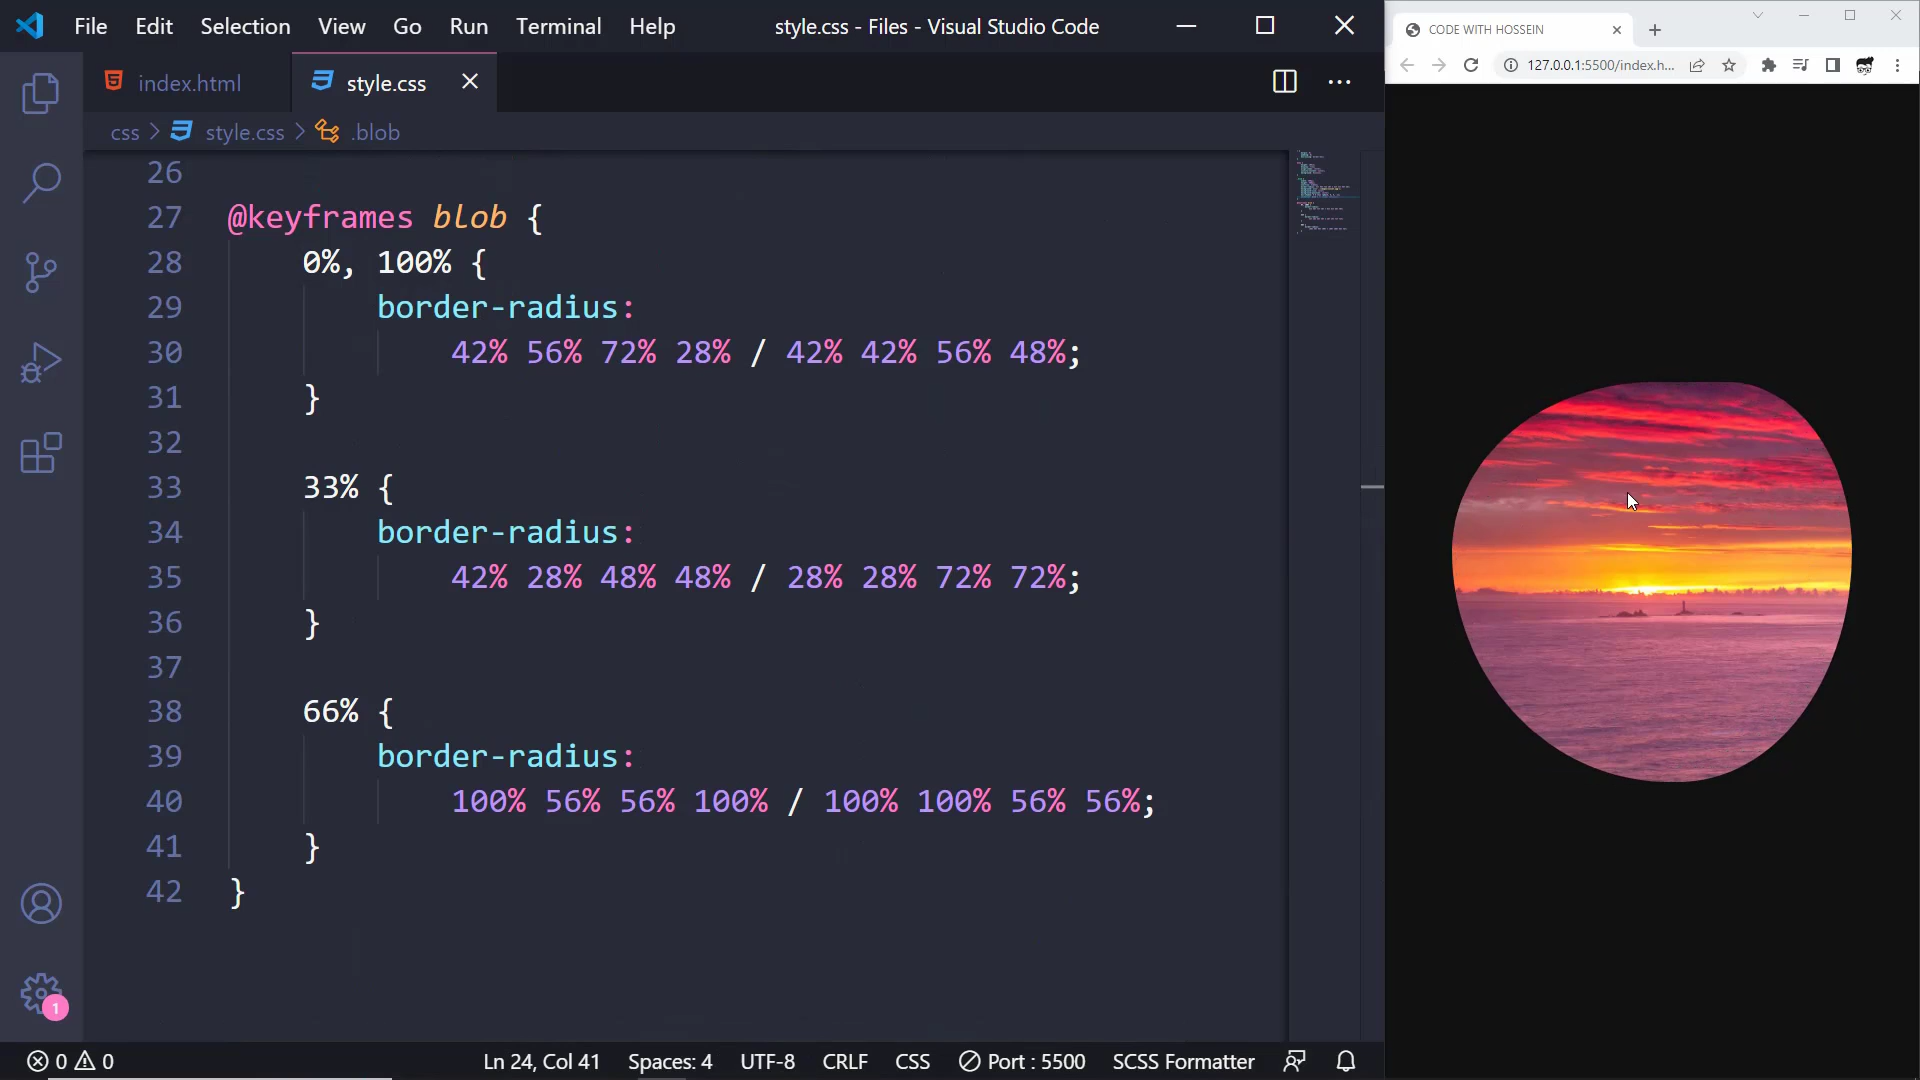 File Edit Selection View Go Run Terminal Help style.css - Files - Visual Studio Code
index.html style.css
css > style.css > .blob
26
27 @keyframes blob {
28 0%, 100% {
29 border-radius:
30 42% 56% 72% 28% / 42% 42% 56% 48%;
31 }
32
33 33% {
34 border-radius:
35 42% 28% 48% 48% / 28% 28% 72% 72%;
36 }
37
38 66% {
39 border-radius:
40 100% 56% 56% 100% / 100% 100% 56% 56%;
41 }
42 }
1
0 0 Ln 24, Col 41 Spaces: 4 UTF-8 CRLF CSS Port : 5500 SCSS Formatter
CODE WITH HOSSEIN
127.0.0.1:5500/index.h...